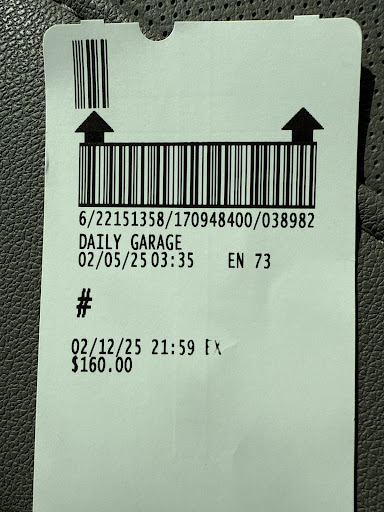 6/22151358/170948400/038982
DAILY GARAGE
02/05/25 03:35 EN 73
#
02/12/25 21:59 EX
$160.00